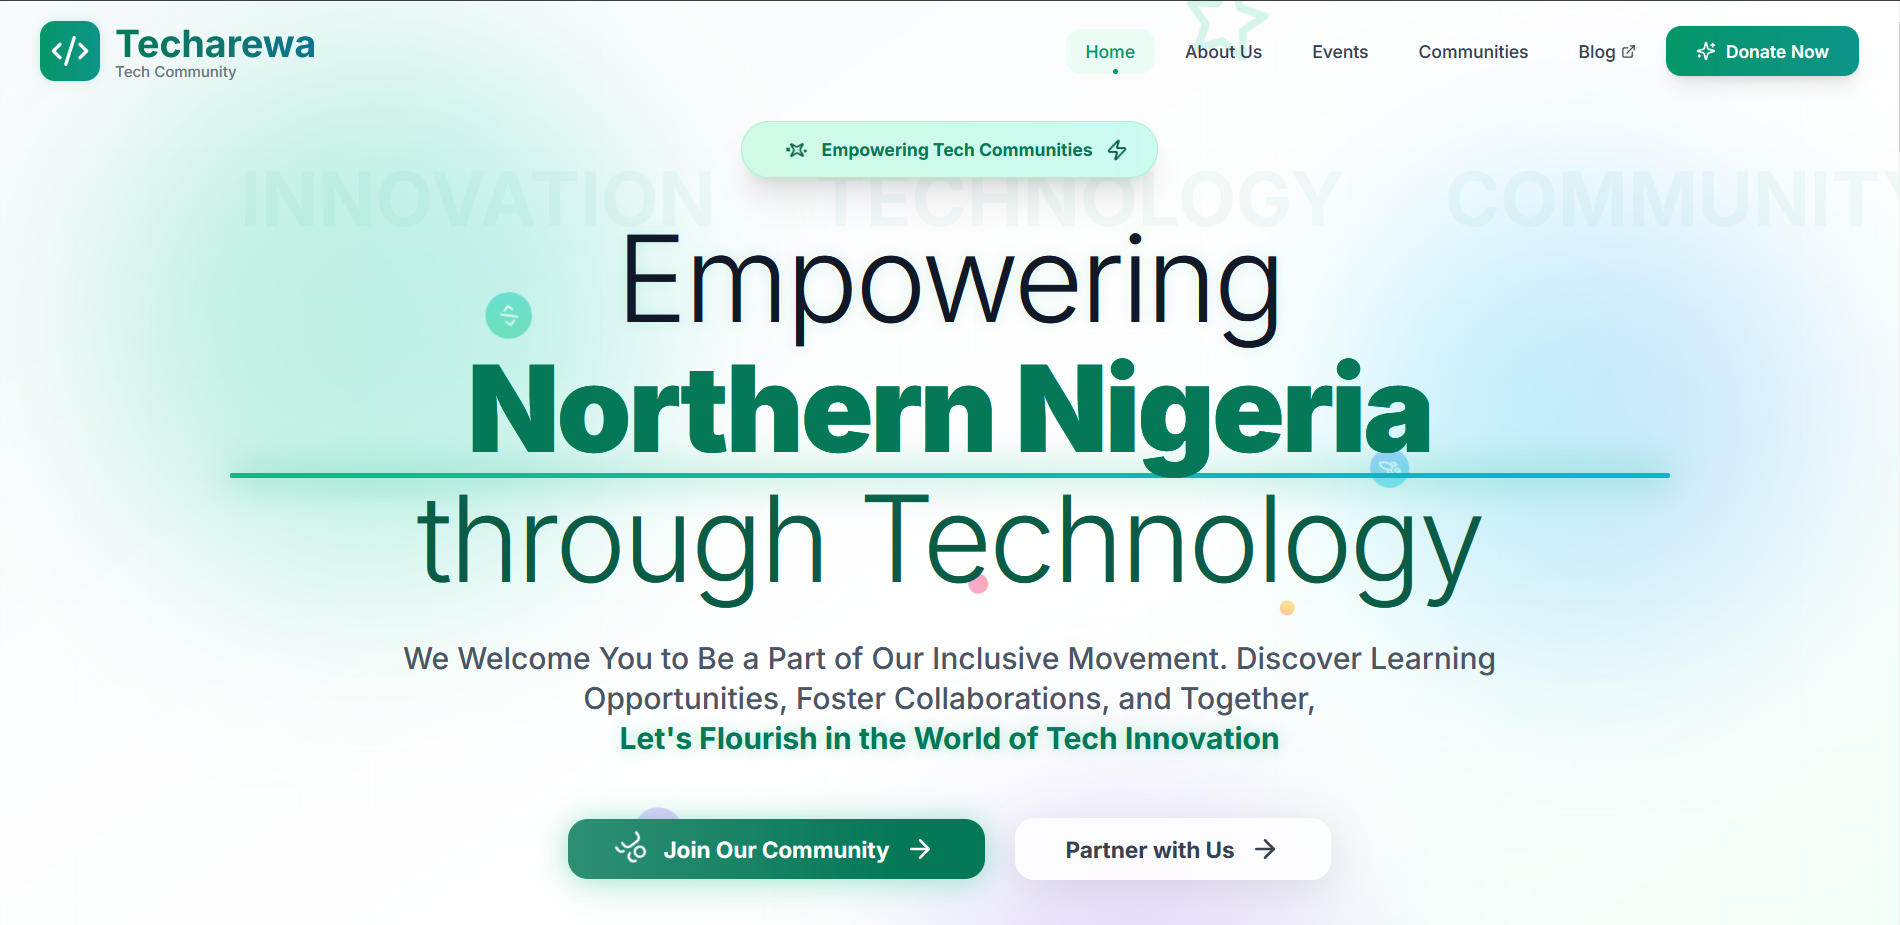 Techarewa
Tech Community
Home
About Us
Events
Communities
Blog
Donate Now
Empowering Tech Communities
INNOVATION TECHNOLOGY COMMUNITY
Empowering
Northern Nigeria
through Technology
We Welcome You to Be a Part of Our Inclusive Movement. Discover Learning
Opportunities, Foster Collaborations, and Together,
Let's Flourish in the World of Tech Innovation
Join Our Community
Partner with Us